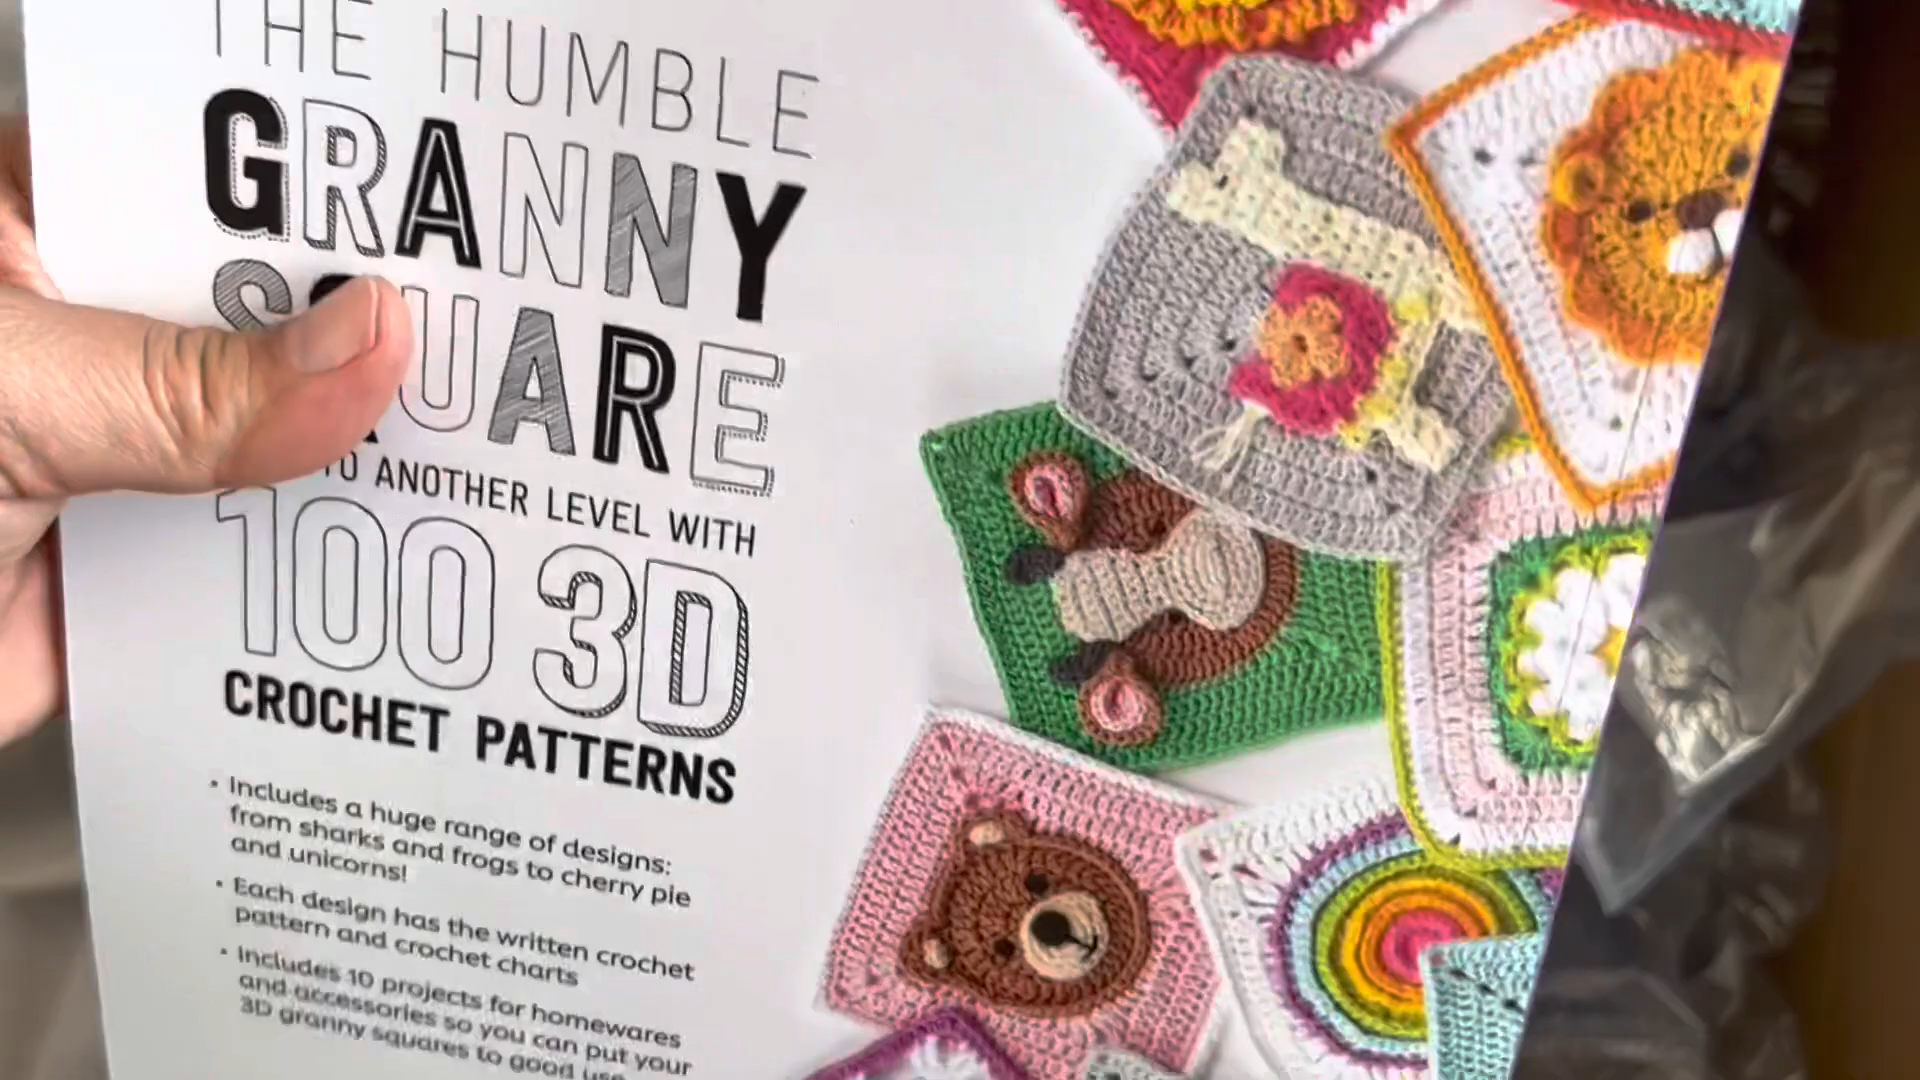 THE HUMBLE
GRANNY
SQUARE
TO ANOTHER LEVEL WITH
100 3D
CROCHET PATTERNS
• Includes a huge range of designs:
from sharks and frogs to cherry pie
and unicorns!
• Each design has the written crochet
pattern and crochet charts
• Includes 10 projects for homewares
and accessories so you can put your
3D granny squares to good use